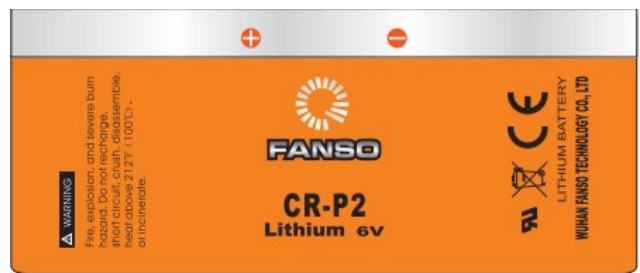 ⚠ WARNING
Fire, explosion, and severe burn
hazard. Do not recharge,
short circuit, crush, disassemble,
heat above 212°F (100℃),
or incinerate.
FANSO
CR-P2
Lithium 6V
CE
LITHIUM BATTERY
WUHAN FANSO TECHNOLOGY CO., LTD